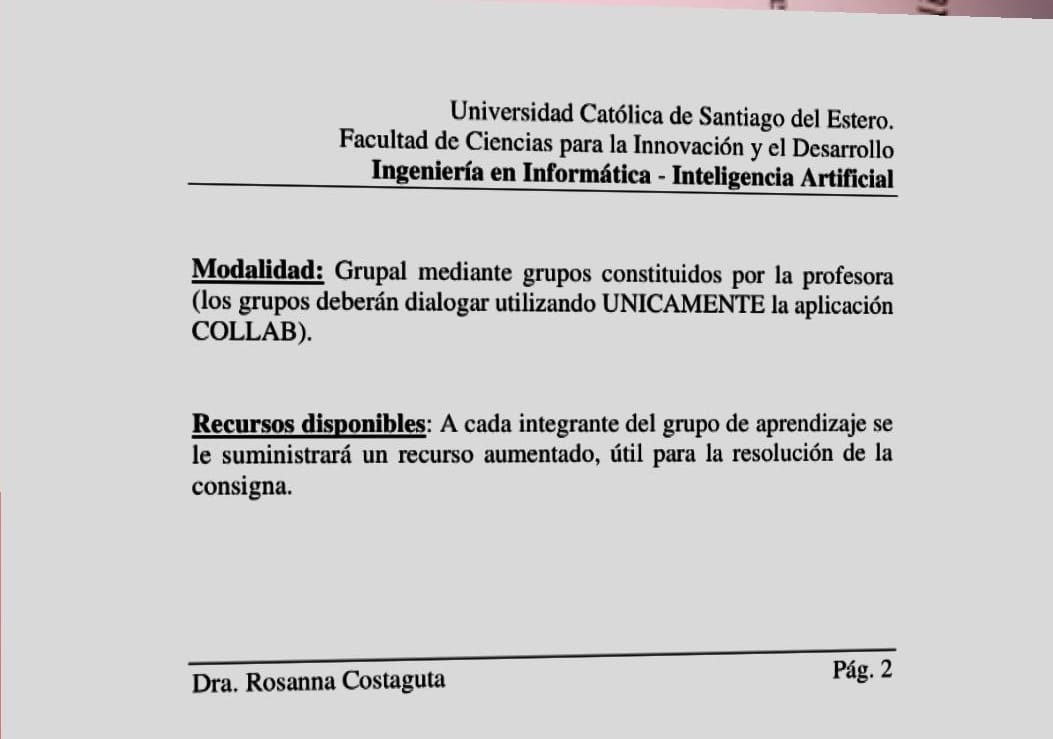 Universidad Católica de Santiago del Estero.
Facultad de Ciencias para la Innovación y el Desarrollo
Ingeniería en Informática - Inteligencia Artificial
Modalidad: Grupal mediante grupos constituidos por la profesora
(los grupos deberán dialogar utilizando UNICAMENTE la aplicación
COLLAB).
Recursos disponibles: A cada integrante del grupo de aprendizaje se
le suministrará un recurso aumentado, útil para la resolución de la
consigna.
Dra. Rosanna Costaguta
Pág. 2